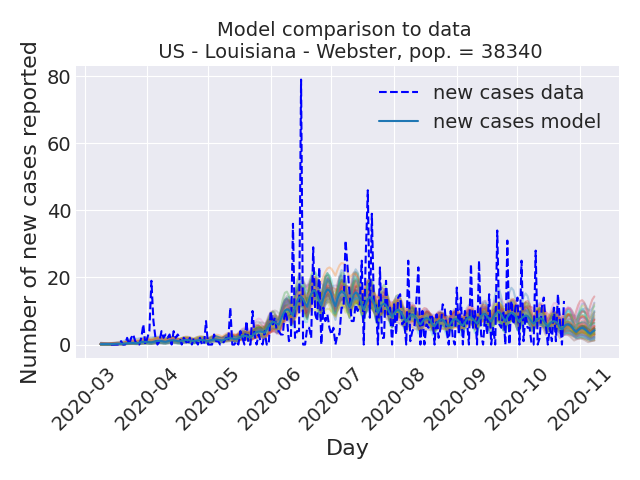 Model comparison to data
US - Louisiana - Webster, pop. = 38340
Number of new cases reported
80
60
40
20
0
new cases data
new cases model
2020-03
2020-04
2020-05
2020-06
2020-07
2020-08
2020-09
2020-10
2020-11
Day